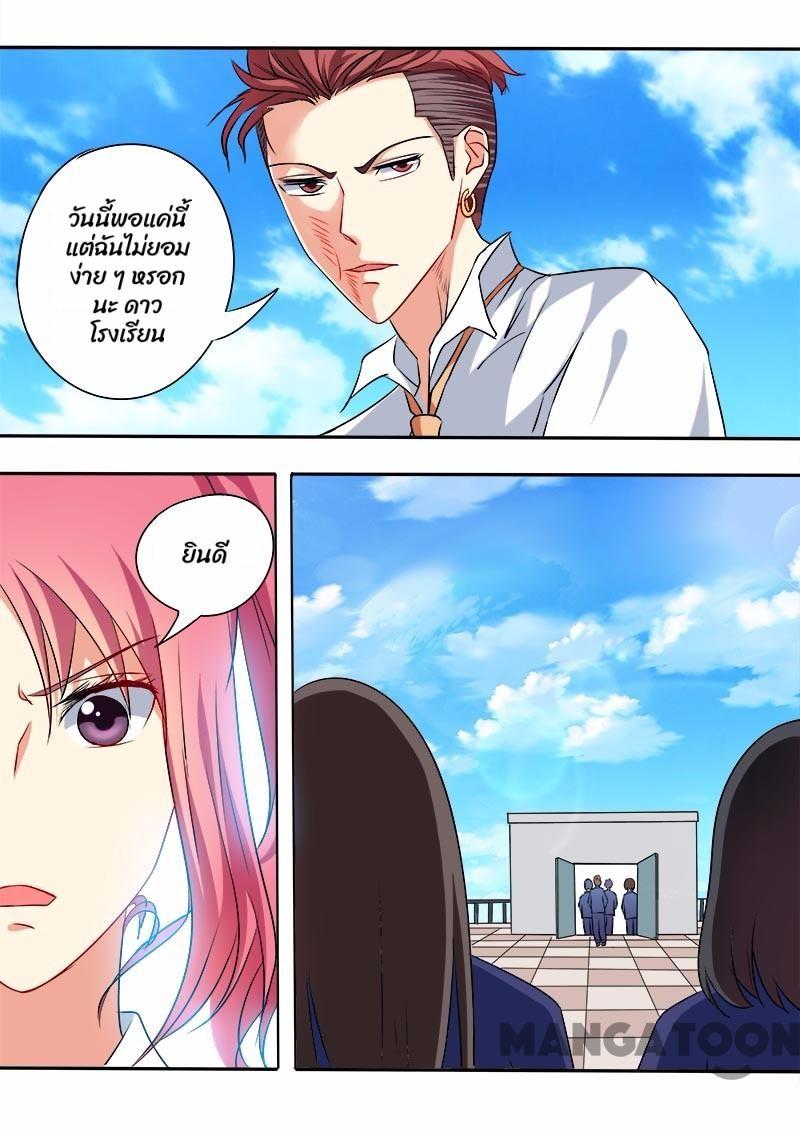 วันนี้พอแค่นี้
แต่ฉันไม่ยอม
ง่าย ๆ หรอก
นะ ดาว
โรงเรียน
ยินดี
MANGATOON